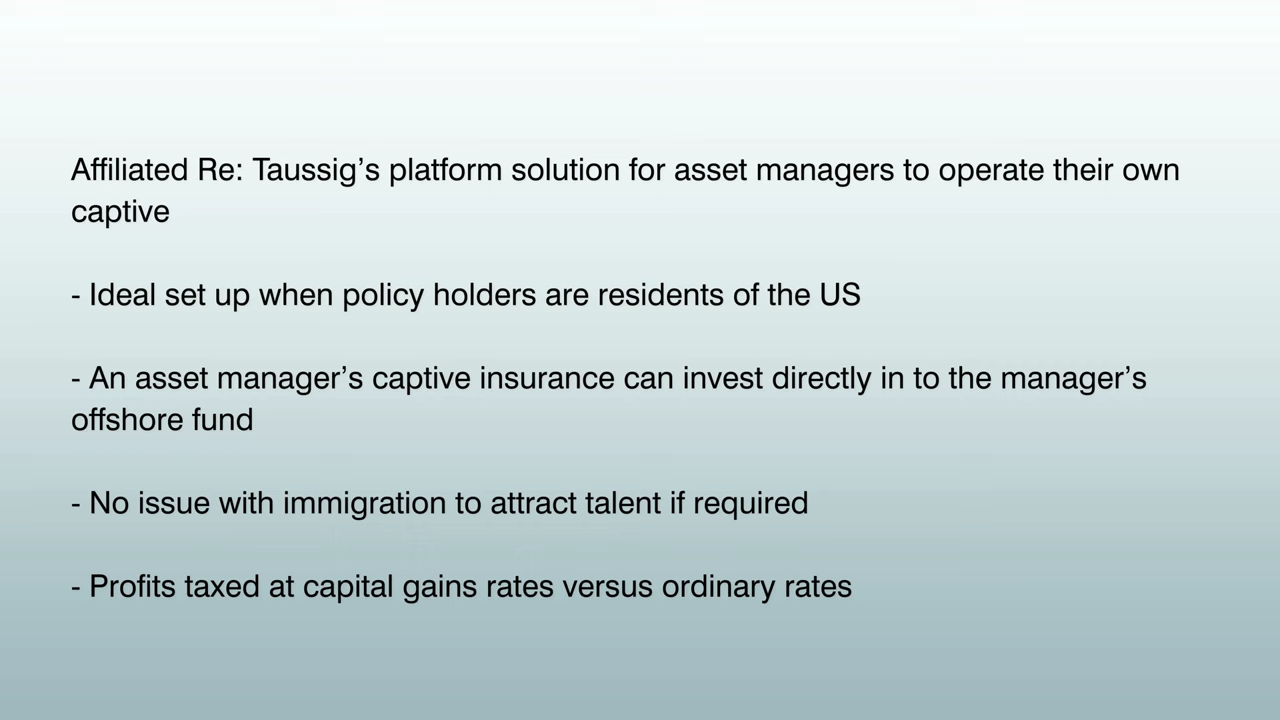 Affiliated Re: Taussig’s platform solution for asset managers to operate their own
captive
- Ideal set up when policy holders are residents of the US
- An asset manager’s captive insurance can invest directly in to the manager’s
offshore fund
- No issue with immigration to attract talent if required
- Profits taxed at capital gains rates versus ordinary rates